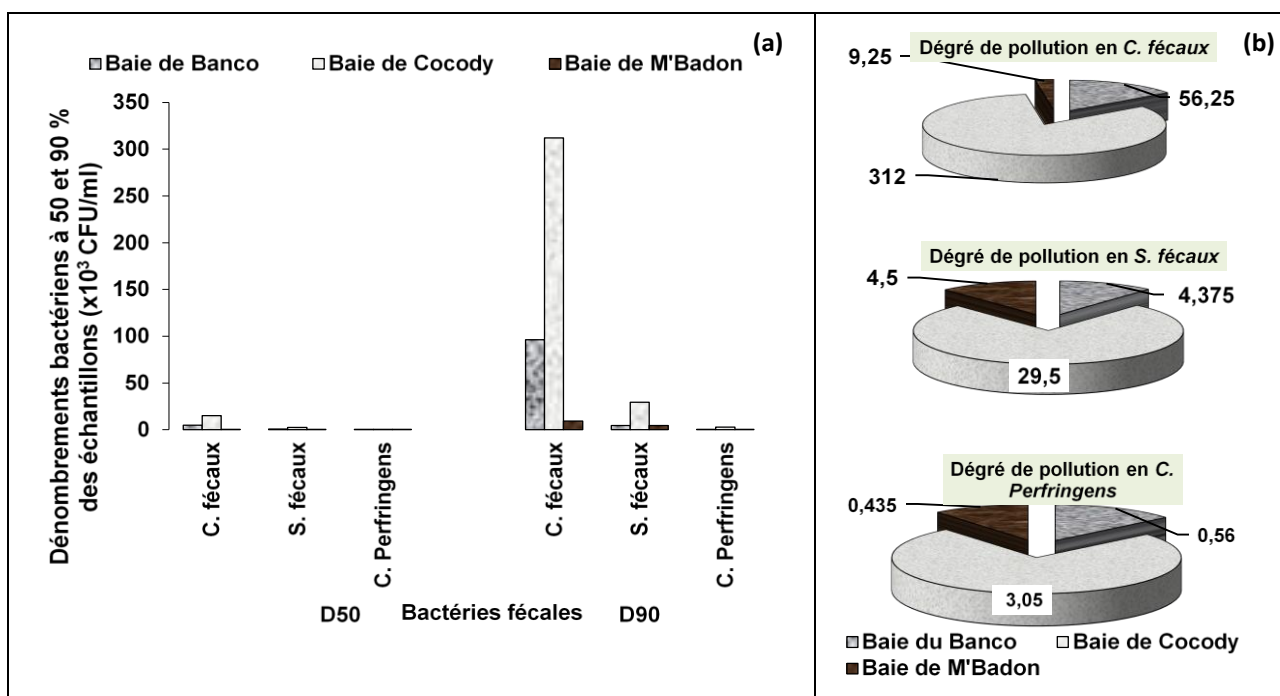 (a)
Baie de Banco Baie de Cocody Baie de M'Badon
Dénombrements bactériens à 50 et 90 %
des échantillons (x10³ CFU/ml)
350
300
250
200
150
100
50
0
C. fécaux
S. fécaux
C. Perfringens
C. fécaux
S. fécaux
C. Perfringens
D50 Bactéries fécales D90
(b)
Dégré de pollution en C. fécaux
9,25
56,25
312
Dégré de pollution en S. fécaux
4,5
4,375
29,5
Dégré de pollution en C.
Perfringens
0,435
0,56
3,05
Baie du Banco Baie de Cocody
Baie de M'Badon